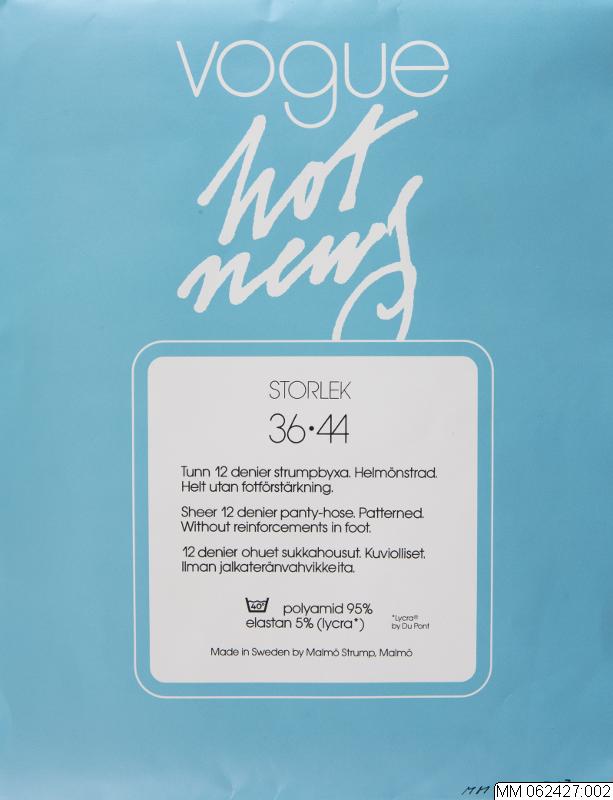 vogue
hot
news
STORLEK
36•44
Tunn 12 denier strumpbyxa. Helmönstrad.
Helt utan fotförstärkning.
Sheer 12 denier panty-hose. Patterned.
Without reinforcements in foot.
12 denier ohuet sukkahousut. Kuviolliset.
Ilman jalkateränvahvikkeita.
40° polyamid 95%
elastan 5% (lycra*)
*Lycra®
by Du Pont
Made in Sweden by Malmö Strump, Malmö
MM 062427:002